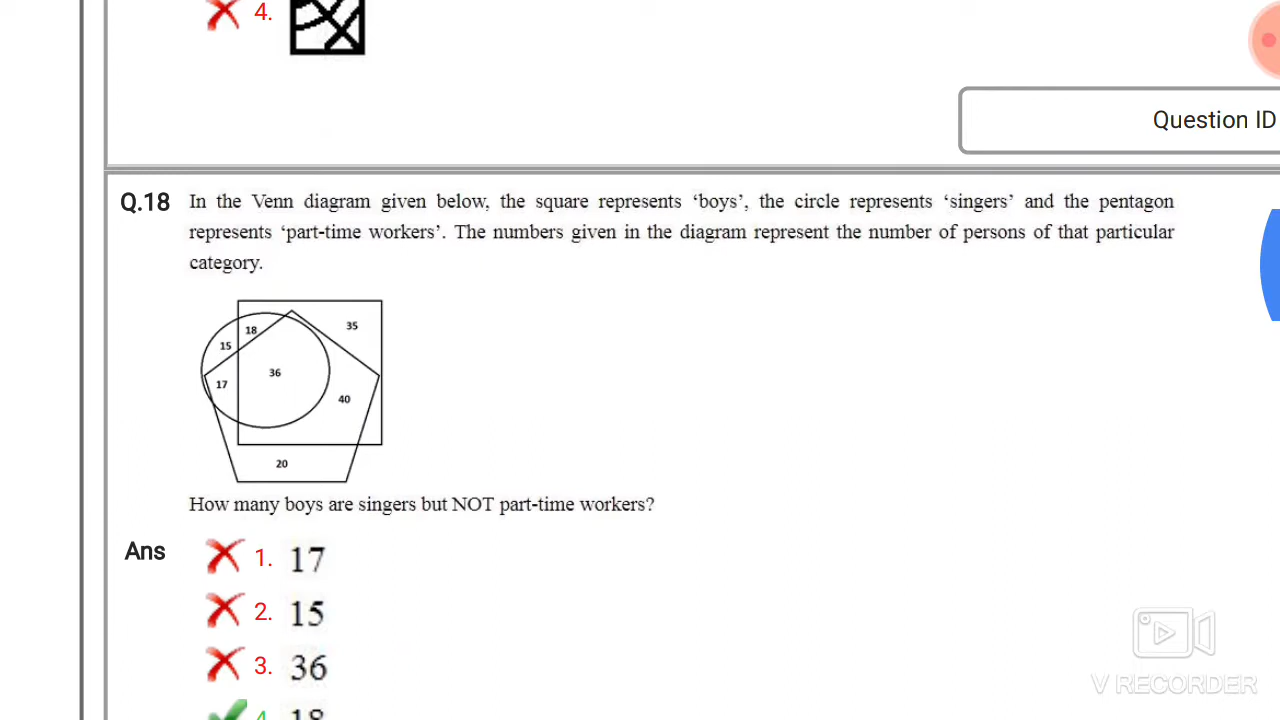 4.
Question ID
Q.18 In the Venn diagram given below, the square represents ‘boys’, the circle represents ‘singers’ and the pentagon
represents ‘part-time workers’. The numbers given in the diagram represent the number of persons of that particular
category.
18
35
15
36
17
40
20
How many boys are singers but NOT part-time workers?
Ans 1. 17
2. 15
3. 36
4. 18
V RECORDER